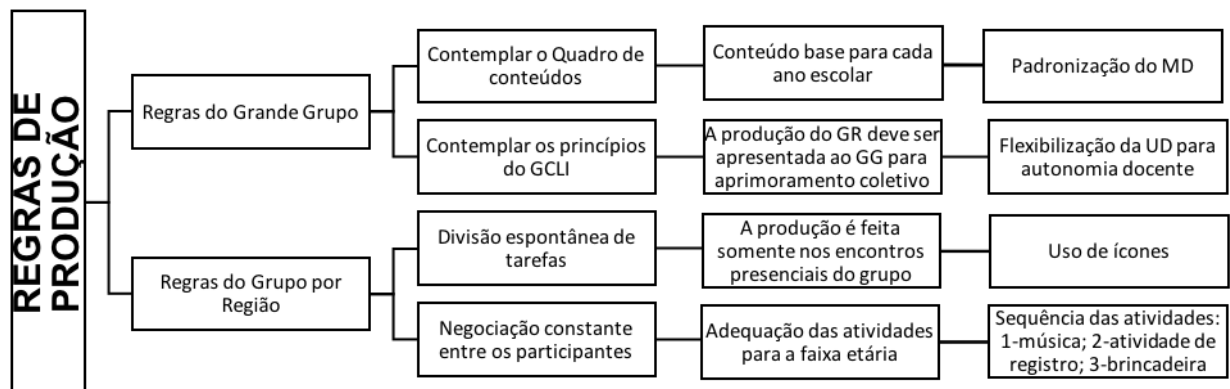 REGRAS DE
PRODUÇÃO
Regras do Grande Grupo
Contemplar o Quadro de
conteúdos
Conteúdo base para cada
ano escolar
Padronização do MD
Contemplar os princípios
do GCLI
A produção do GR deve ser
apresentada ao GG para
aprimoramento coletivo
Flexibilização da UD para
autonomia docente
Regras do Grupo por
Região
Divisão espontânea de
tarefas
A produção é feita
somente nos encontros
presenciais do grupo
Uso de ícones
Negociação constante
entre os participantes
Adequação das atividades
para a faixa etária
Sequência das atividades:
1-música; 2-atividade de
registro; 3-brincadeira